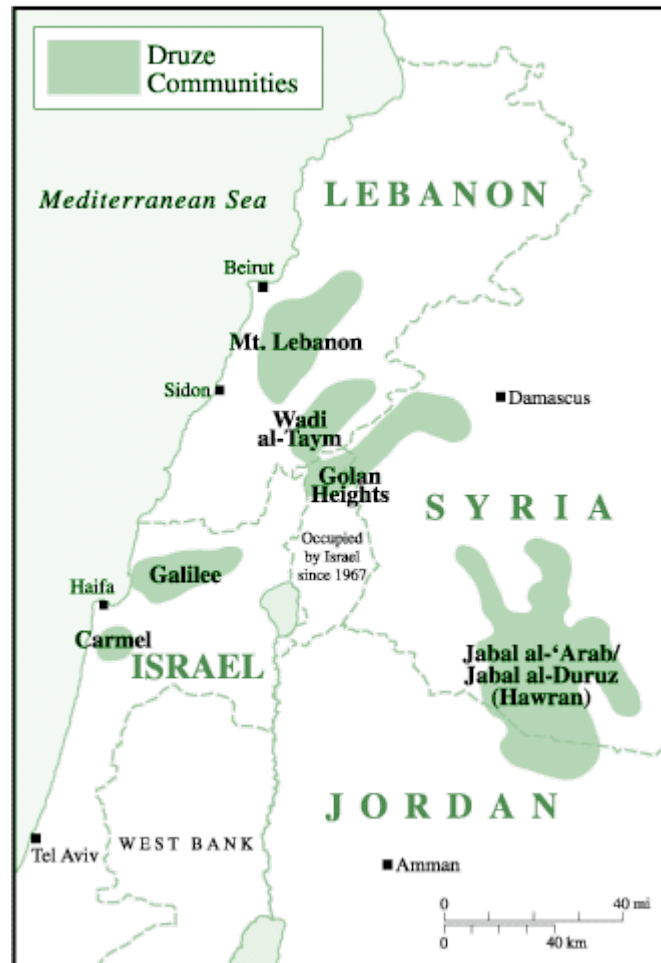 Druze
Communities
Mediterranean Sea
LEBANON
Beirut
Mt. Lebanon
Sidon
Damascus
Wadi
al-Taym
Golan
Heights
SYRIA
Occupied
by Israel
since 1967
Galilee
Haifa
Carmel
ISRAEL
Jabal al-‘Arab/
Jabal al-Duruz
(Hawran)
JORDAN
WEST BANK
Tel Aviv
Amman
0 40 mi
0 40 km